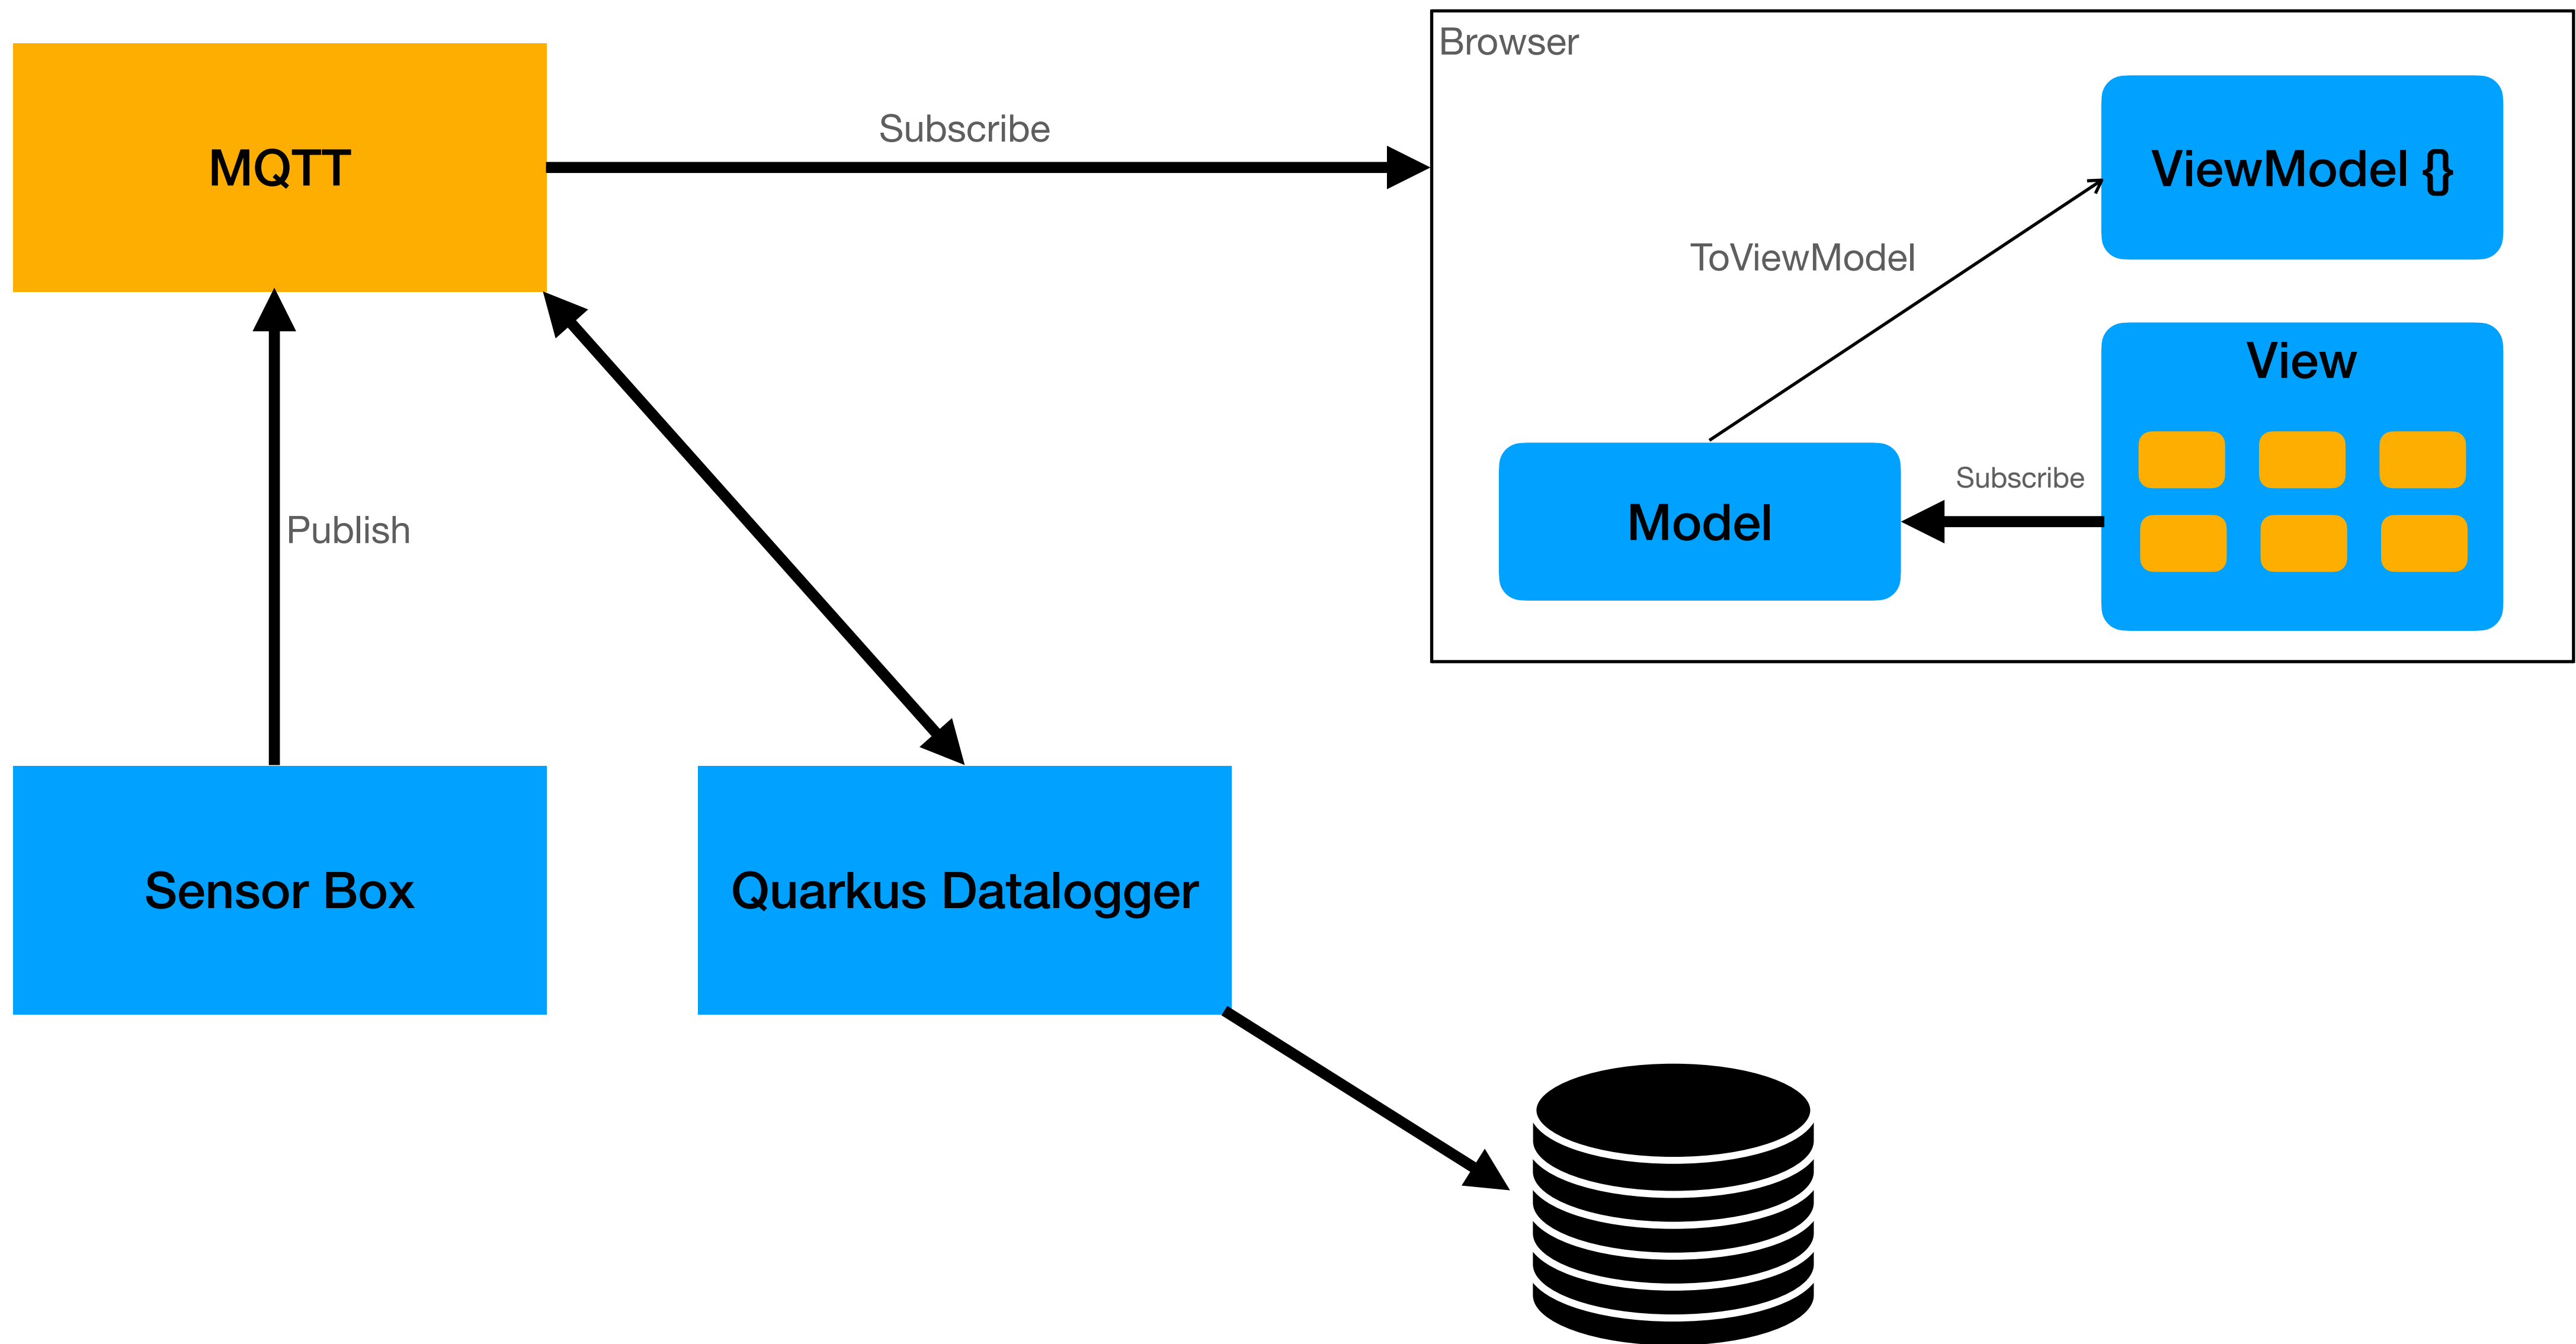 Browser
MQTT
Subscribe
ViewModel {}
ToViewModel
View
Subscribe
Model
Publish
Sensor Box
Quarkus Datalogger